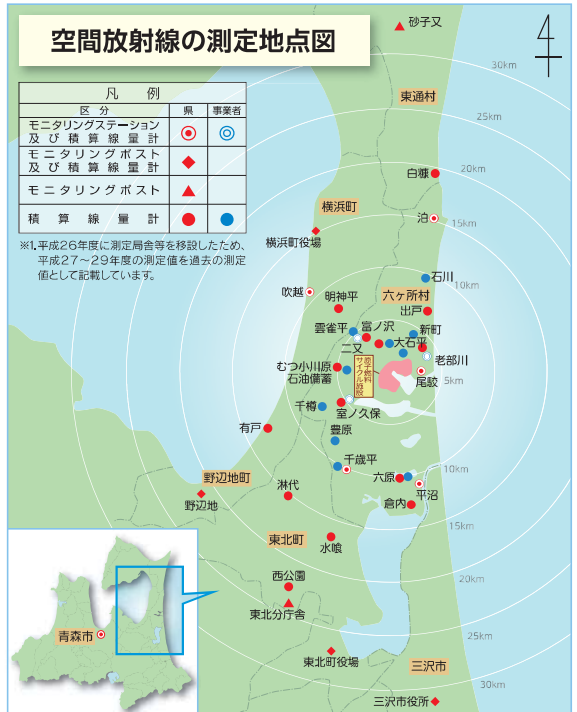 空間放射線の測定地点図
凡 例
区 分 県 事業者
モニタリングステーション
及び積算線量計
モニタリングポスト
及び積算線量計
モニタリングポスト
積算線量計
※1.平成26年度に測定局舎等を移設したため、
平成27～29年度の測定値を過去の測定
値として記載しています。
砂子又
30km
東通村
25km
20km
白糠
横浜町
泊
15km
横浜町役場
石川
10km
吹越
明神平
六ヶ所村
出戸
雲雀平
富ノ沢
新町
二又
大石平
老部川
むつ小川原
石油備蓄
原子燃料
サイクル施設
尾駮
5km
千樽
室ノ久保
有戸
豊原
千歳平
10km
野辺地町
六原
平沼
淋代
野辺地
倉内
15km
東北町
水喰
西公園
20km
東北分庁舎
青森市
25km
東北町役場
三沢市
30km
三沢市役所